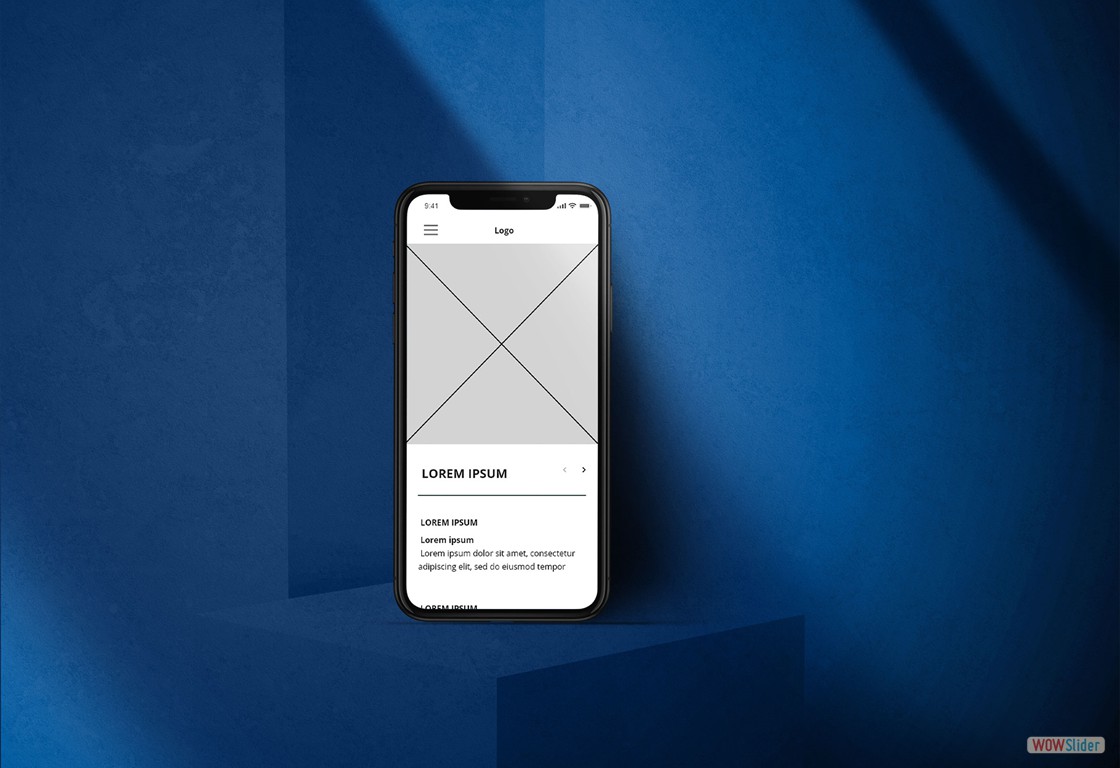 9:41
Logo
LOREM IPSUM
LOREM IPSUM
Lorem ipsum
Lorem ipsum dolor sit amet, consectetur
adipiscing elit, sed do eiusmod tempor
LOREM IPSUM
WOWSlider